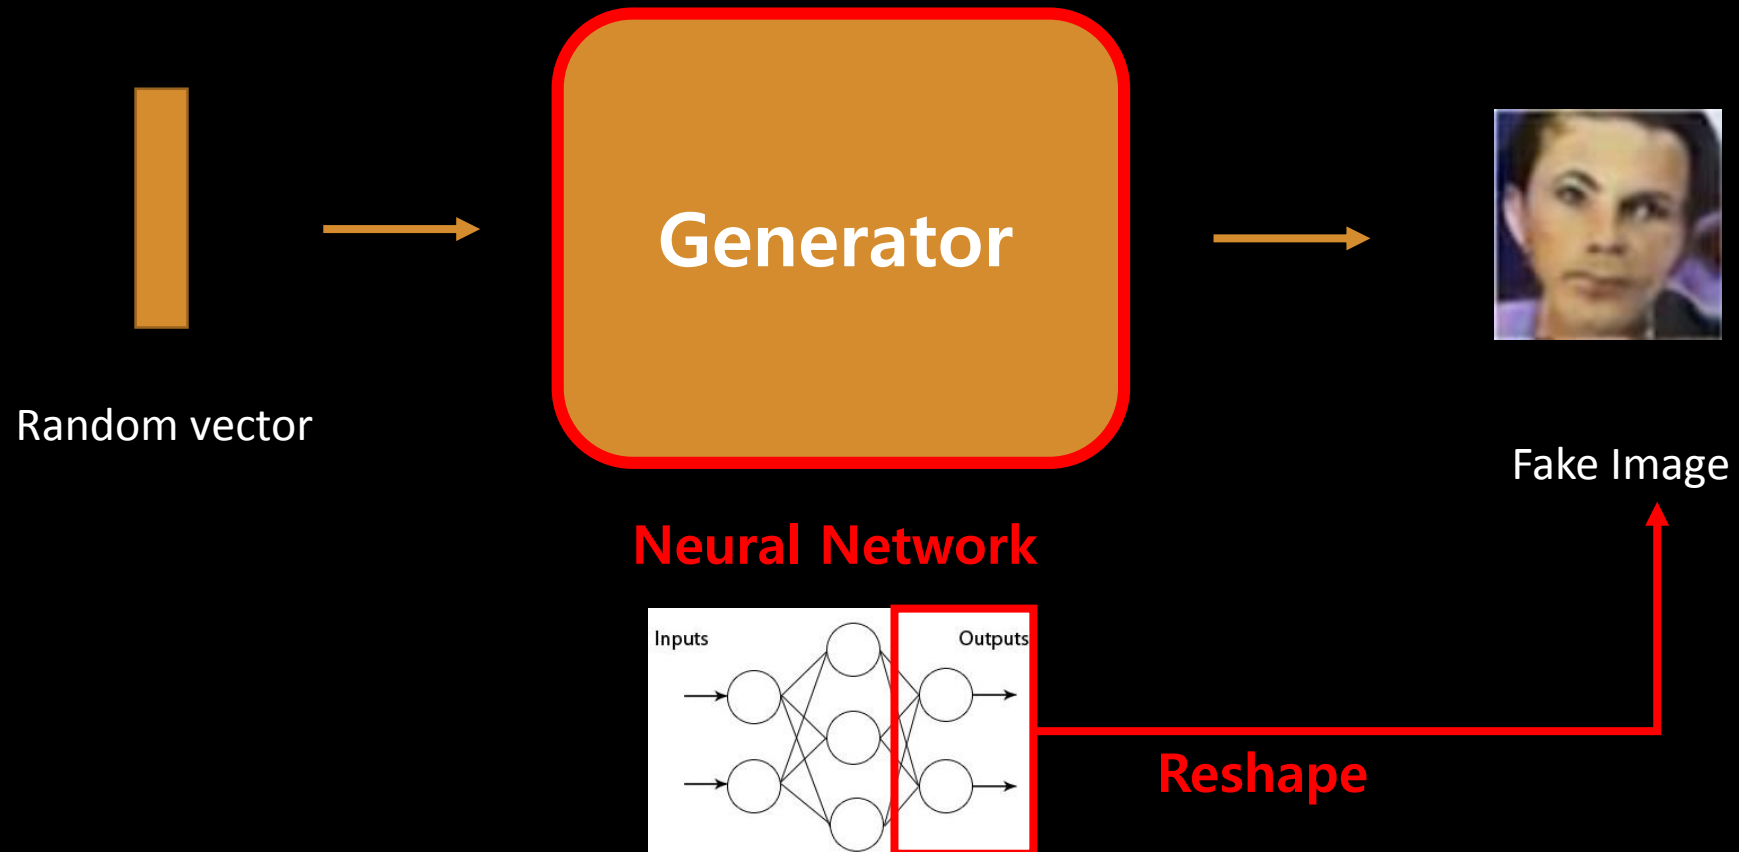 Generator
Random vector
Fake Image
Neural Network
Inputs
Outputs
Reshape